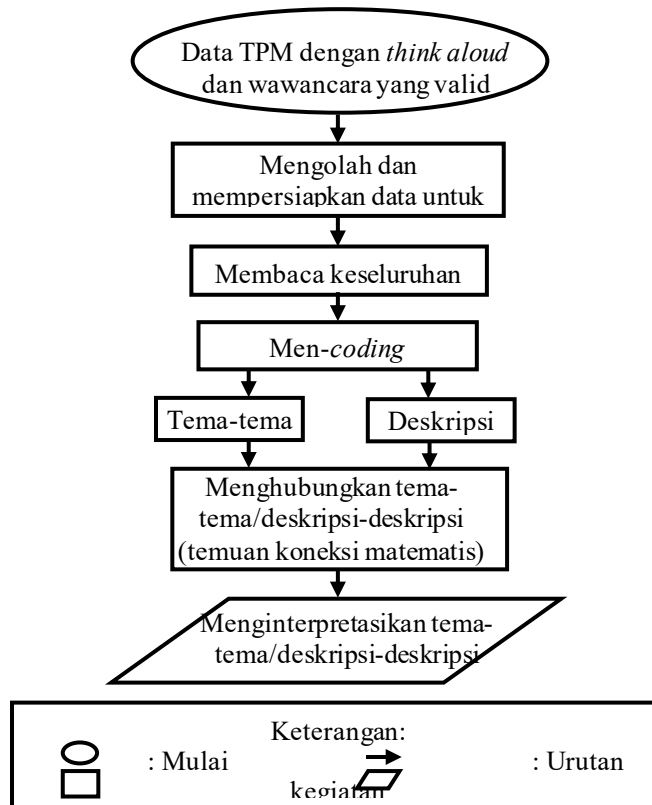 Data TPM dengan think aloud
dan wawancara yang valid
Mengolah dan
mempersiapkan data untuk
Membaca keseluruhan
Men-coding
Tema-tema
Deskripsi
Menghubungkan tema-
tema/deskripsi-deskripsi
(temuan koneksi matematis)
Menginterpretasikan tema-
tema/deskripsi-deskripsi
Keterangan:
: Mulai
: Urutan
kegiatan